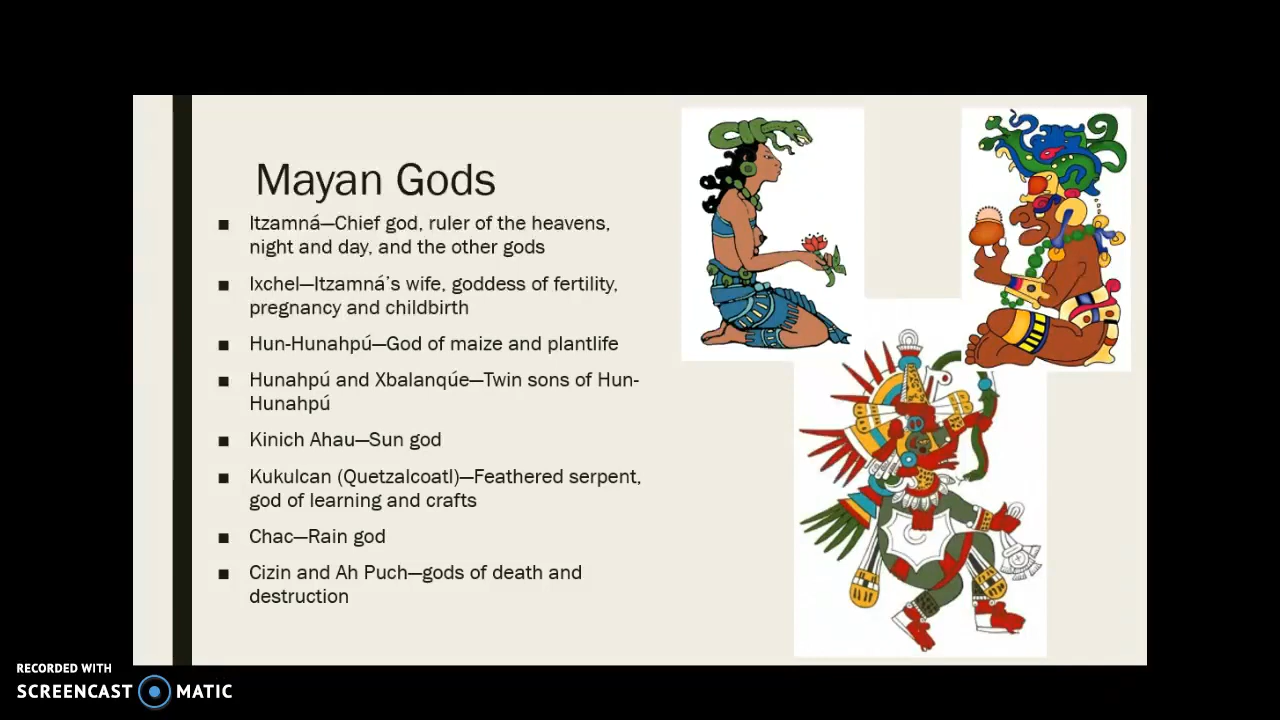 Mayan Gods
■ Itzamná—Chief god, ruler of the heavens,
night and day, and the other gods
■ Ixchel—Itzamná's wife, goddess of fertility,
pregnancy and childbirth
■ Hun-Hunahpú—God of maize and plantlife
■ Hunahpú and Xbalanqúe—Twin sons of Hun-
Hunahpú
■ Kinich Ahau—Sun god
■ Kukulcan (Quetzalcoatl)—Feathered serpent,
god of learning and crafts
■ Chac—Rain god
■ Cizin and Ah Puch—gods of death and
destruction
RECORDED WITH
SCREENCAST MATIC